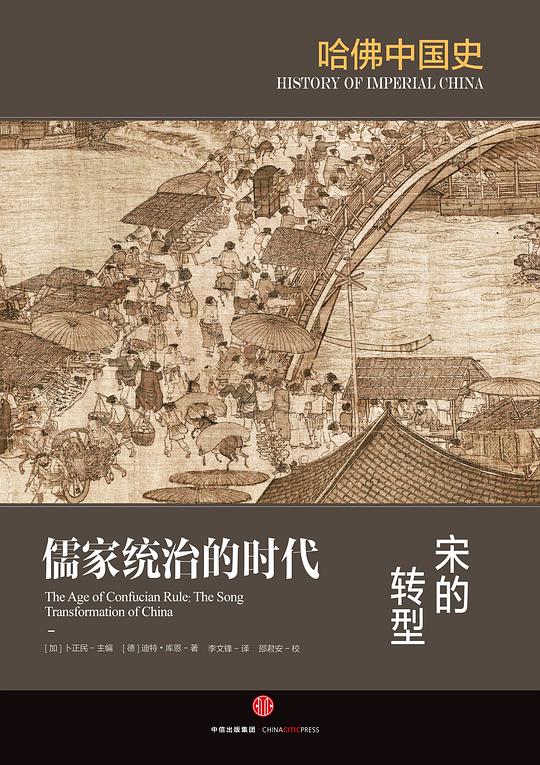 哈佛中国史
HISTORY OF IMPERIAL CHINA
儒家统治的时代
The Age of Confucian Rule: The Song
Transformation of China
宋的
转型
[加] 卜正民 – 主编 [德] 迪特·库恩 – 著 李文锋 – 译 邵君安 – 校
中信出版集团 · CHINACITICPRESS